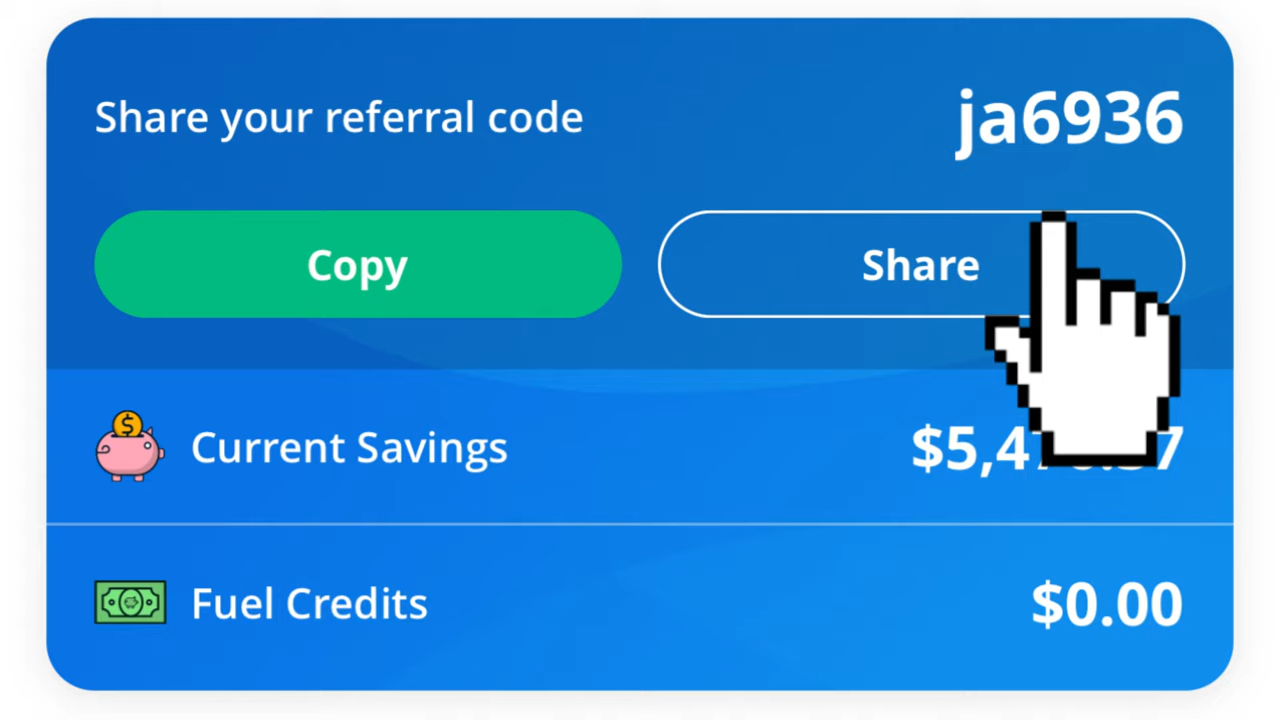 Share your referral code
ja6936
Copy
Share
Current Savings
Fuel Credits
$0.00